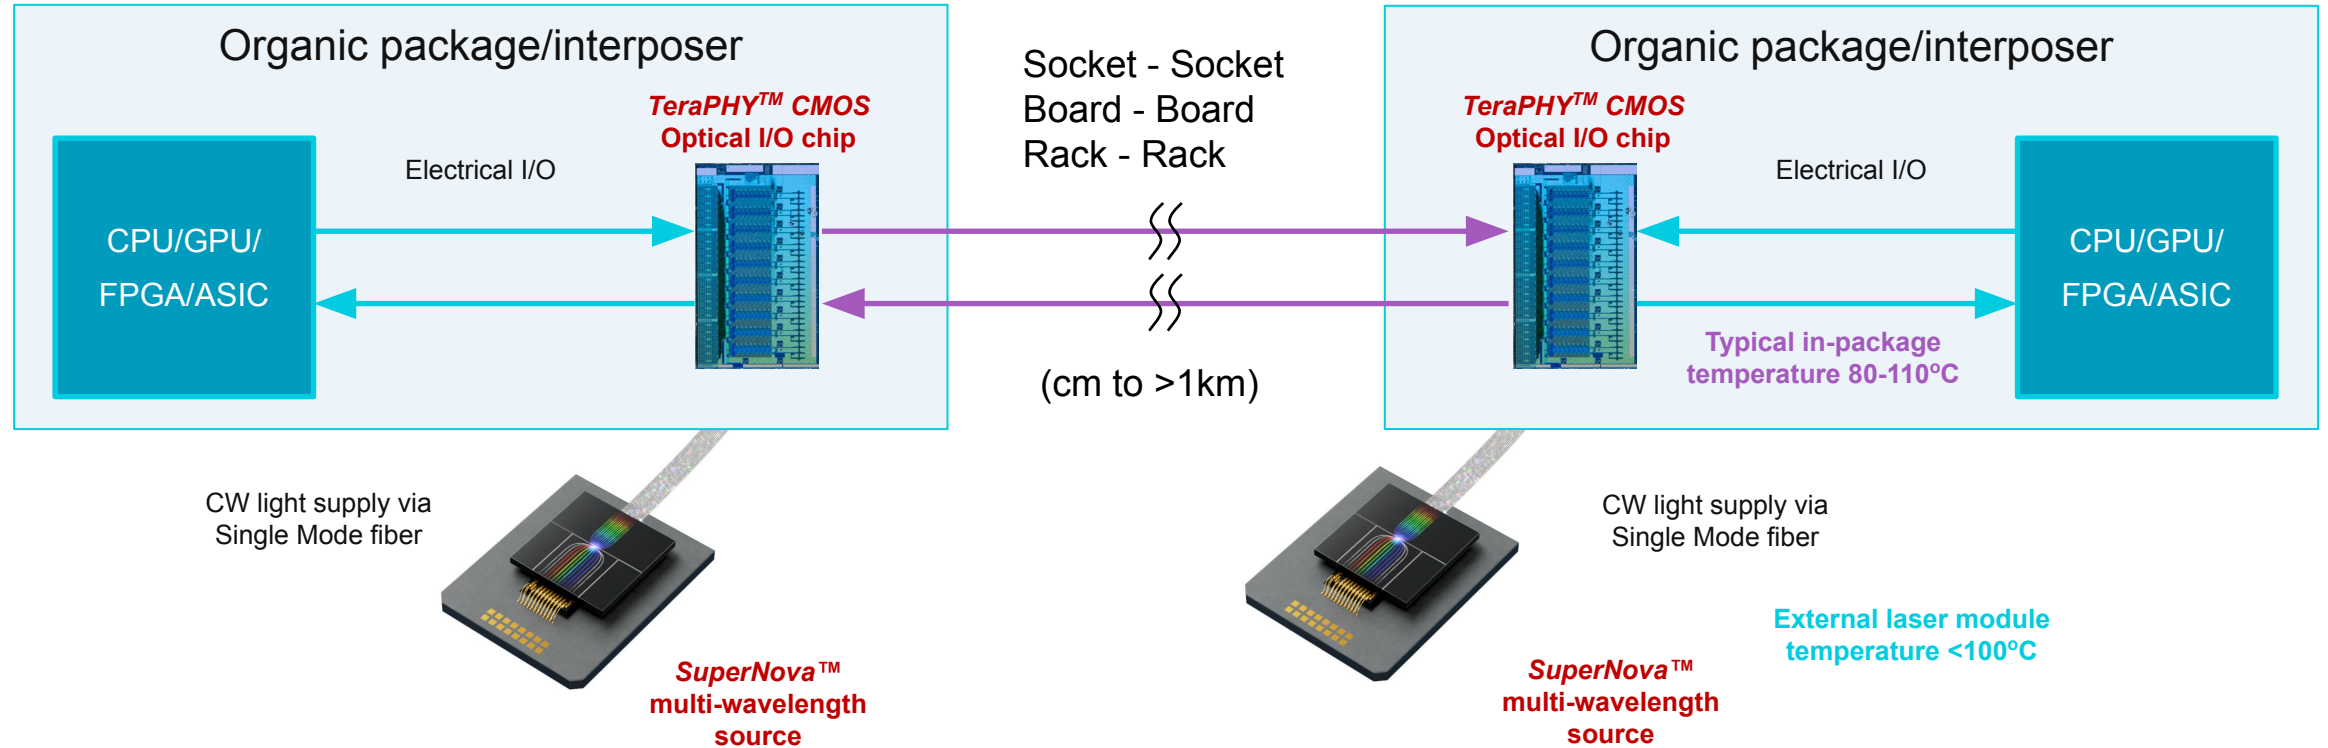 Organic package/interposer
TeraPHY™ CMOS
Optical I/O chip
Electrical I/O
CPU/GPU/
FPGA/ASIC
Socket - Socket
Board - Board
Rack - Rack
(cm to >1km)
Organic package/interposer
TeraPHY™ CMOS
Optical I/O chip
Electrical I/O
CPU/GPU/
FPGA/ASIC
Typical in-package
temperature 80-110ºC
CW light supply via
Single Mode fiber
SuperNova™
multi-wavelength
source
CW light supply via
Single Mode fiber
External laser module
temperature <100ºC
SuperNova™
multi-wavelength
source